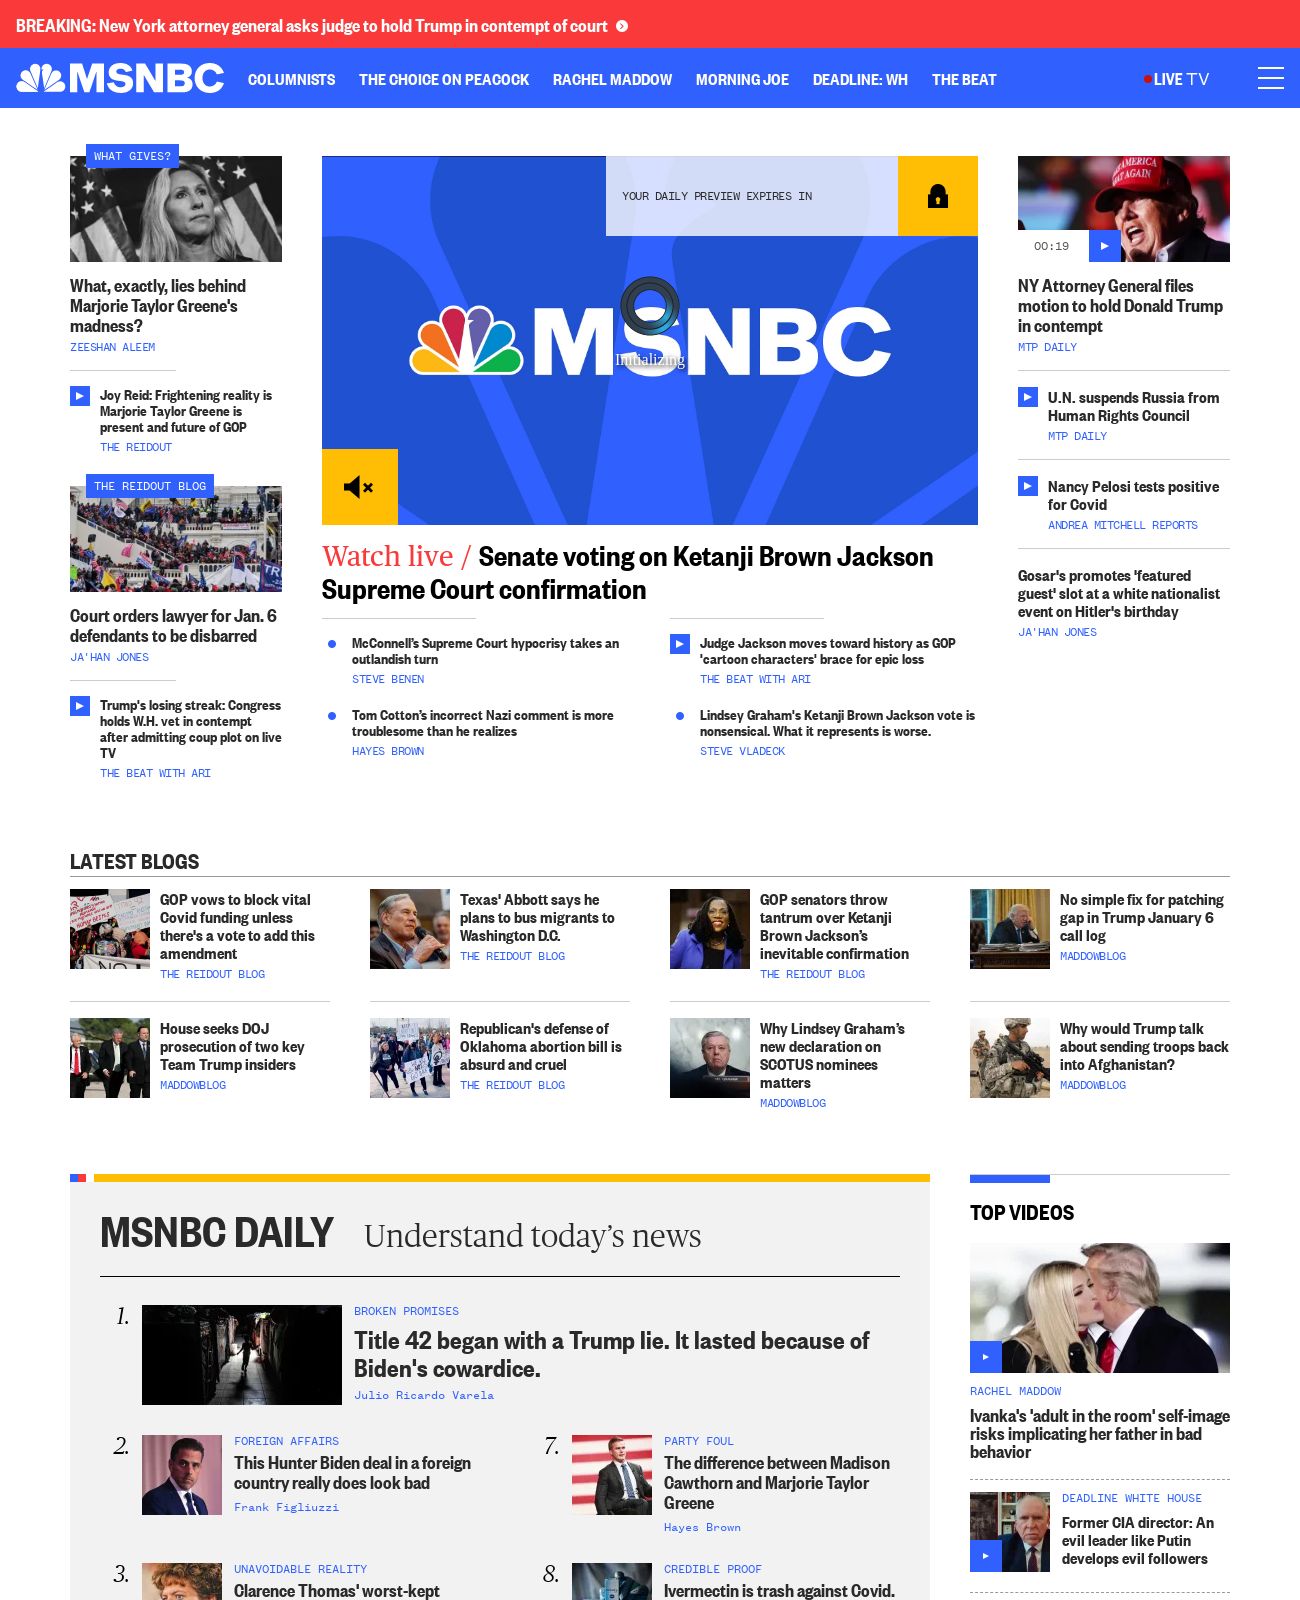 BREAKING: New York attorney general asks judge to hold Trump in contempt of court
MSNBC
COLUMNISTS
THE CHOICE ON PEACOCK
RACHEL MADDOW
MORNING JOE
DEADLINE: WH
THE BEAT
LIVE TV
WHAT GIVES?
What, exactly, lies behind
Marjorie Taylor Greene's
madness?
ZEESHAN ALEEM
Joy Reid: Frightening reality is
Marjorie Taylor Greene is
present and future of GOP
THE REIDOUT
THE REIDOUT BLOG
Court orders lawyer for Jan. 6
defendants to be disbarred
JA'HAN JONES
Trump's losing streak: Congress
holds W.H. vet in contempt
after admitting coup plot on live
TV
THE BEAT WITH ARI
YOUR DAILY PREVIEW EXPIRES IN
MSNBC
Initializing
Watch live / Senate voting on Ketanji Brown Jackson
Supreme Court confirmation
McConnell's Supreme Court hypocrisy takes an
outlandish turn
STEVE BENEN
Tom Cotton's incorrect Nazi comment is more
troublesome than he realizes
HAYES BROWN
Judge Jackson moves toward history as GOP
'cartoon characters' brace for epic loss
THE BEAT WITH ARI
Lindsey Graham's Ketanji Brown Jackson vote is
nonsensical. What it represents is worse.
STEVE VLADECK
AMERICA
AT AGAIN
00:19
NY Attorney General files
motion to hold Donald Trump
in contempt
MTP DAILY
U.N. suspends Russia from
Human Rights Council
MTP DAILY
Nancy Pelosi tests positive
for Covid
ANDREA MITCHELL REPORTS
Gosar's promotes 'featured
guest' slot at a white nationalist
event on Hitler's birthday
JA'HAN JONES
LATEST BLOGS
GOP vows to block vital
Covid funding unless
there's a vote to add this
amendment
THE REIDOUT BLOG
Texas' Abbott says he
plans to bus migrants to
Washington D.C.
THE REIDOUT BLOG
GOP senators throw
tantrum over Ketanji
Brown Jackson's
inevitable confirmation
THE REIDOUT BLOG
No simple fix for patching
gap in Trump January 6
call log
MADDOWBLOG
House seeks DOJ
prosecution of two key
Team Trump insiders
MADDOWBLOG
Republican's defense of
Oklahoma abortion bill is
absurd and cruel
THE REIDOUT BLOG
Why Lindsey Graham's
new declaration on
SCOTUS nominees
matters
MADDOWBLOG
Why would Trump talk
about sending troops back
into Afghanistan?
MADDOWBLOG
MSNBC DAILY
Understand today's news
1.
BROKEN PROMISES
Title 42 began with a Trump lie. It lasted because of
Biden's cowardice.
Julio Ricardo Varela
2.
FOREIGN AFFAIRS
This Hunter Biden deal in a foreign
country really does look bad
Frank Figliuzzi
3.
UNAVOIDABLE REALITY
Clarence Thomas' worst-kept
7.
PARTY FOUL
The difference between Madison
Cawthorn and Marjorie Taylor
Greene
Hayes Brown
8.
CREDIBLE PROOF
Ivermectin is trash against Covid.
TOP VIDEOS
RACHEL MADDOW
Ivanka's 'adult in the room' self-image
risks implicating her father in bad
behavior
DEADLINE WHITE HOUSE
Former CIA director: An
evil leader like Putin
develops evil followers